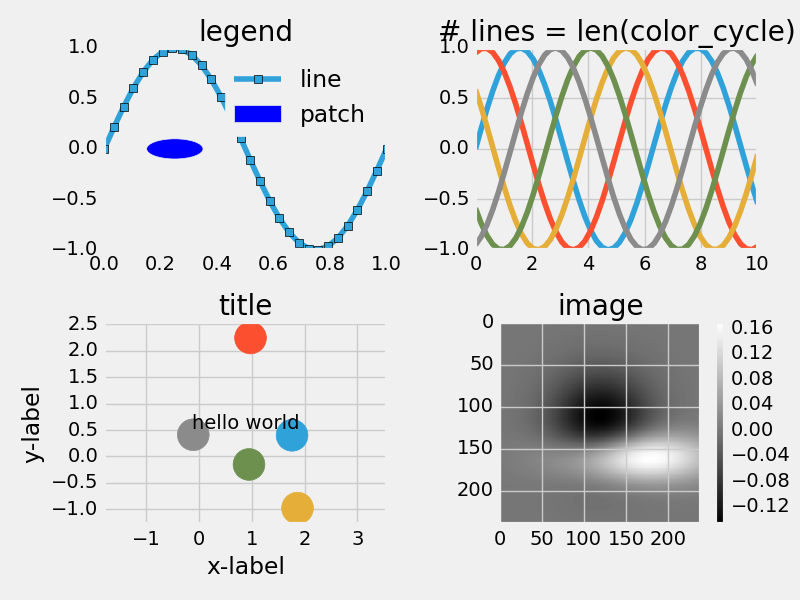 legend
1.0
0.5
0.0
−0.5
−1.0
0.0 0.2 0.4 0.6 0.8 1.0
line
patch
# lines = len(color_cycle)
1.0
0.5
0.0
−0.5
−1.0
0 2 4 6 8 10
title
2.5
2.0
1.5
1.0
0.5
0.0
−0.5
−1.0
y-label
hello world
−1 0 1 2 3
x-label
image
0
50
100
150
200
0 50 100 150 200
0.16
0.12
0.08
0.04
0.00
−0.04
−0.08
−0.12